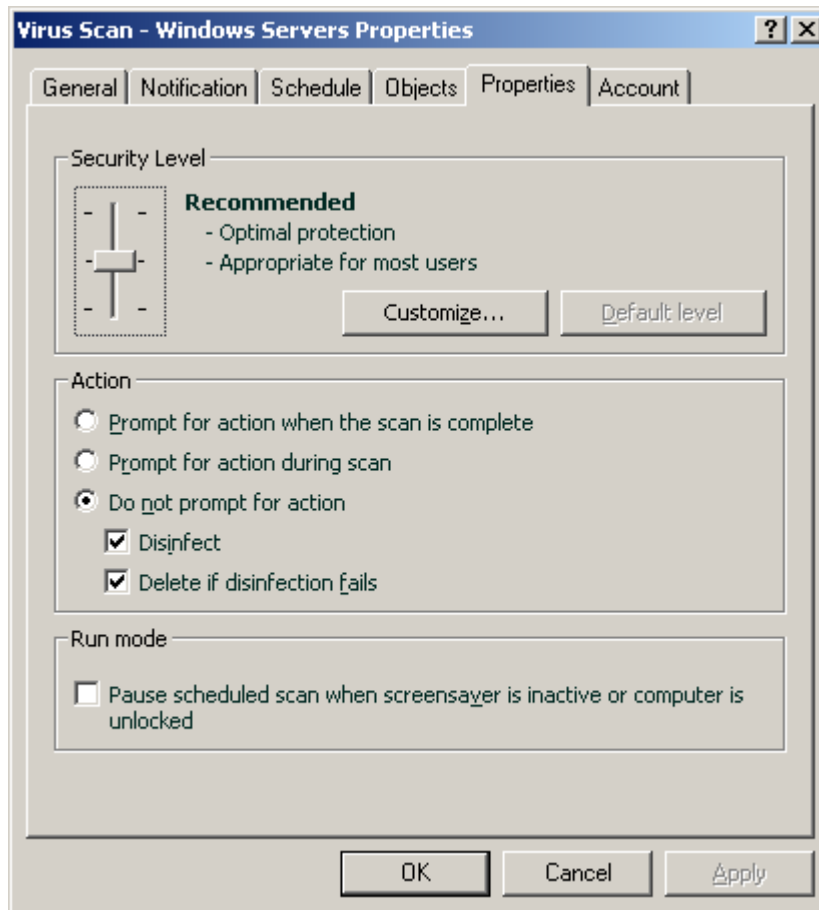 Virus Scan - Windows Servers Properties
General Notification Schedule Objects Properties Account
Security Level
Recommended
- Optimal protection
- Appropriate for most users
Customize... Default level
Action
Prompt for action when the scan is complete
Prompt for action during scan
Do not prompt for action
Disinfect
Delete if disinfection fails
Run mode
Pause scheduled scan when screensaver is inactive or computer is
unlocked
OK Cancel Apply